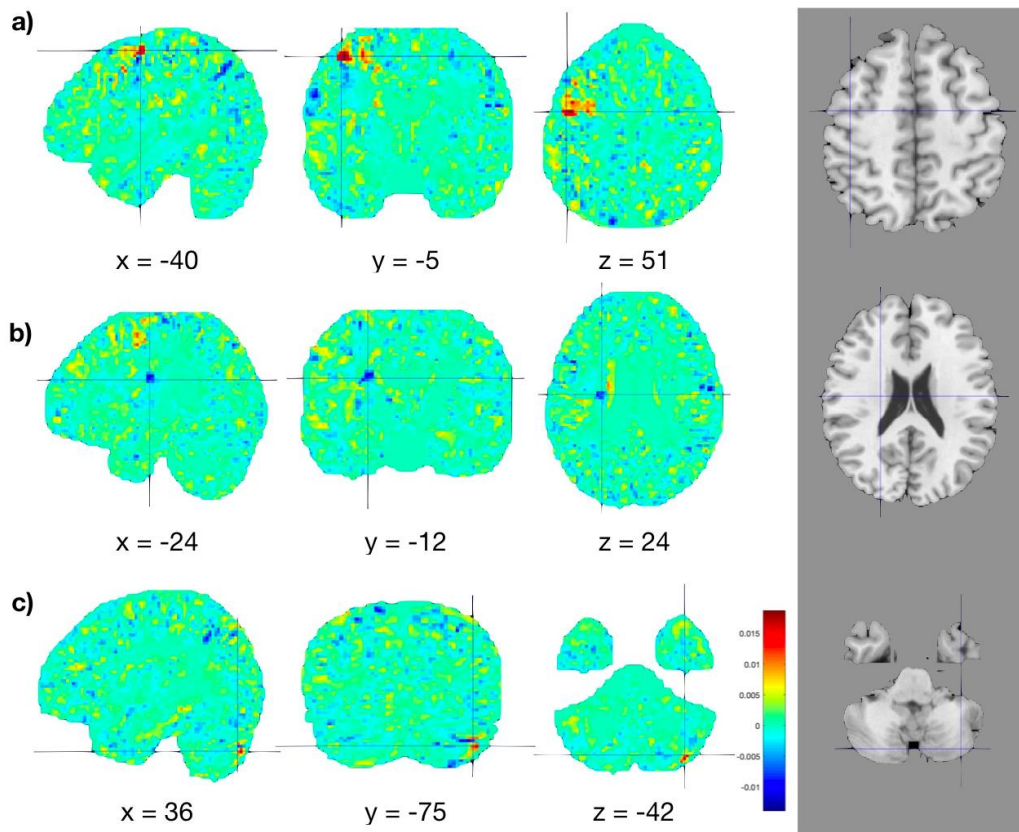 a)
x = -40
y = -5
z = 51
b)
x = -24
y = -12
z = 24
c)
0.015
0.01
0.005
0
-0.005
-0.01
x = 36
y = -75
z = -42